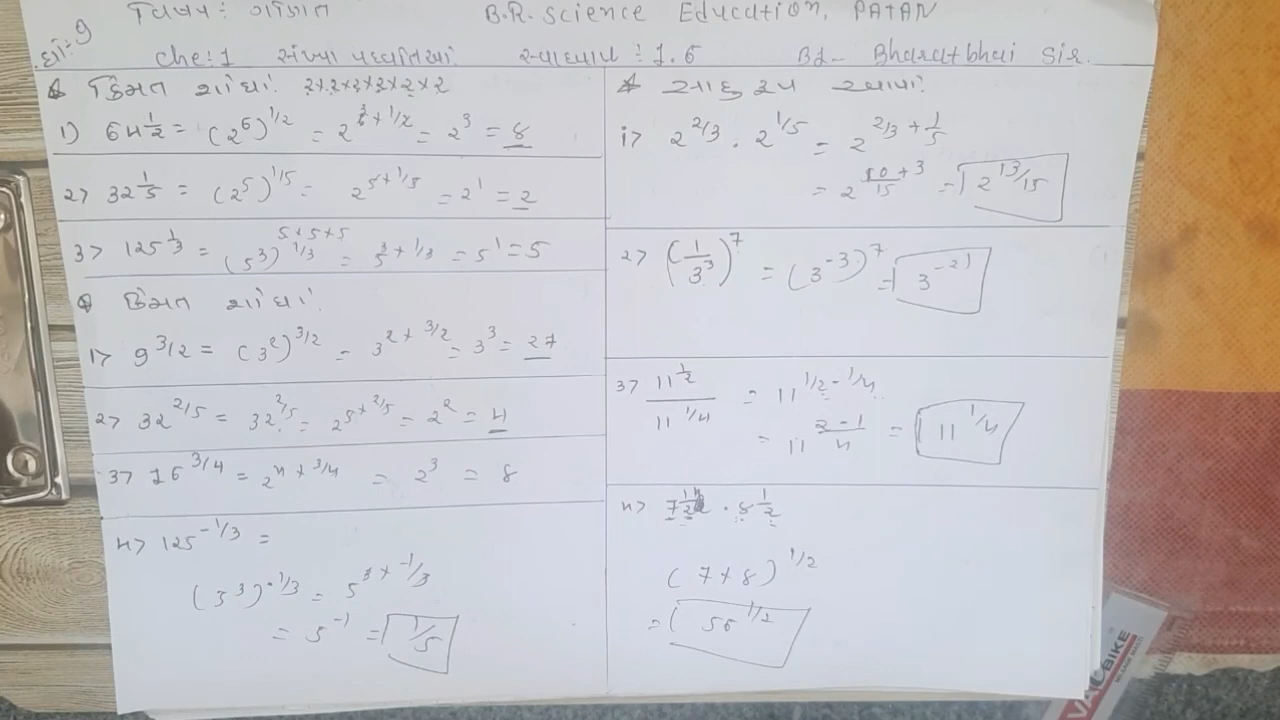 વિષય: ગણિત B.R. Science Education, PATAN
ધો:- ૯
Che:1 સંખ્યા પધ્ધતિયાં સ્વાધ્યાય : 1.6 By- Bharatbhai Sir.
કિંમત શોધો. 2×2×2×2×2×2
1) 64^1/2 = (2^6)^1/2 = 2^6×1/2 = 2^3 = 8
2) 32^1/5 = (2^5)^1/5 = 2^5×1/5 = 2^1 = 2
5×5×5
3) 125^1/3 = (5^3)^1/3 = 5^3×1/3 = 5^1 = 5
કિંમત શોધો.
1) 9^3/2 = (3^2)^3/2 = 3^2×3/2 = 3^3 = 27
2) 32^2/5 = 32^2/5 = 2^5×2/5 = 2^2 = 4
3) 16^3/4 = 2^4×3/4 = 2^3 = 8
4) 125^-1/3 =
(5^3)^-1/3 = 5^3×-1/3
= 5^-1 = 1/5
સાદુ રૂપ આપો.
1) 2^2/3 . 2^1/5 = 2^2/3+1/5
= 2^10+3/15 = 2^13/15
2) (1/3^3)^7 = (3^-3)^7 = 3^-21
3) 11^1/2 / 11^1/4 = 11^1/2-1/4
= 11^2-1/4 = 11^1/4
4) 7^1/2 . 8^1/2
(7×8)^1/2
= 56^1/2